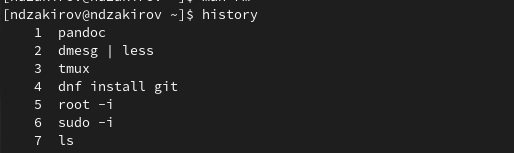 [ndzakirov@ndzakirov ~]$ history
1 pandoc
2 dmesg | less
3 tmux
4 dnf install git
5 root -i
6 sudo -i
7 ls